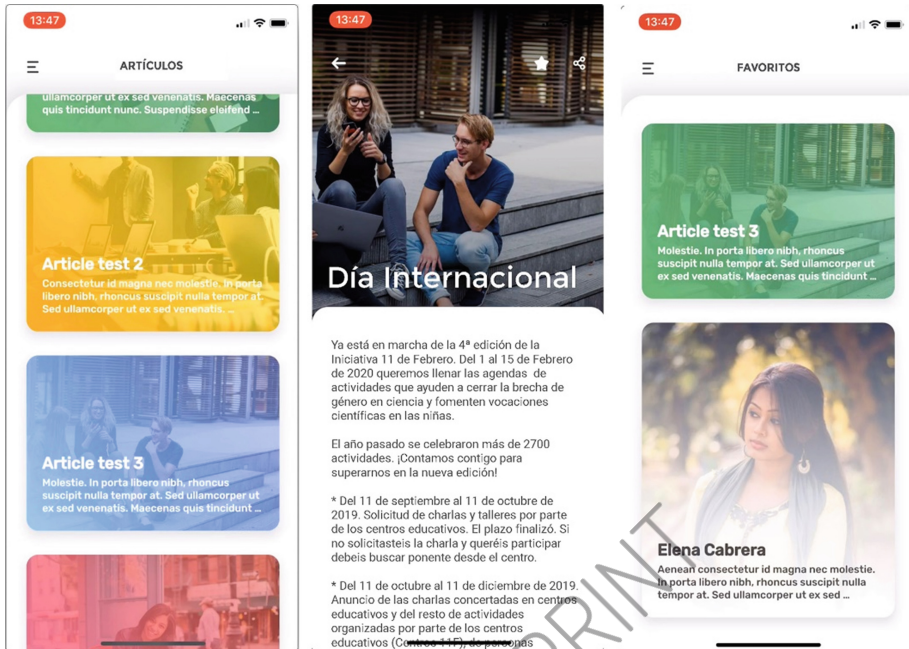 13:47
ARTÍCULOS
ullamcorper ut ex sed venenatis. Maecenas
quis tincidunt nunc. Suspendisse eleifend ...
Article test 2
Consectetur id magna nec molestie. In porta
libero nibh, rhoncus suscipit nulla tempor at.
Sed ullamcorper ut ex sed venenatis. ...
Article test 3
Molestie. In porta libero nibh, rhoncus
suscipit nulla tempor at. Sed ullamcorper ut
ex sed venenatis. Maecenas quis tincidunt ...
13:47
Día Internacional
Ya está en marcha de la 4ª edición de la
Iniciativa 11 de Febrero. Del 1 al 15 de Febrero
de 2020 queremos llenar las agendas de
actividades que ayuden a cerrar la brecha de
género en ciencia y fomenten vocaciones
científicas en las niñas.
El año pasado se celebraron más de 2700
actividades. ¡Contamos contigo para
superarnos en la nueva edición!
* Del 11 de septiembre al 11 de octubre de
2019. Solicitud de charlas y talleres por parte
de los centros educativos. El plazo finalizó. Si
no solicitasteis la charla y queréis participar
debeis buscar ponente desde el centro.
* Del 11 de octubre al 11 de diciembre de 2019.
Anuncio de las charlas concertadas en centros
educativos y del resto de actividades
organizadas por parte de los centros
educativos (Centros 11F), de personas
13:47
FAVORITOS
Article test 3
Molestie. In porta libero nibh, rhoncus
suscipit nulla tempor at. Sed ullamcorper ut
ex sed venenatis. Maecenas quis tincidunt ...
Elena Cabrera
Aenean consectetur id magna nec molestie.
In porta libero nibh, rhoncus suscipit nulla
tempor at. Sed ullamcorper ut ex sed ...
PRINT